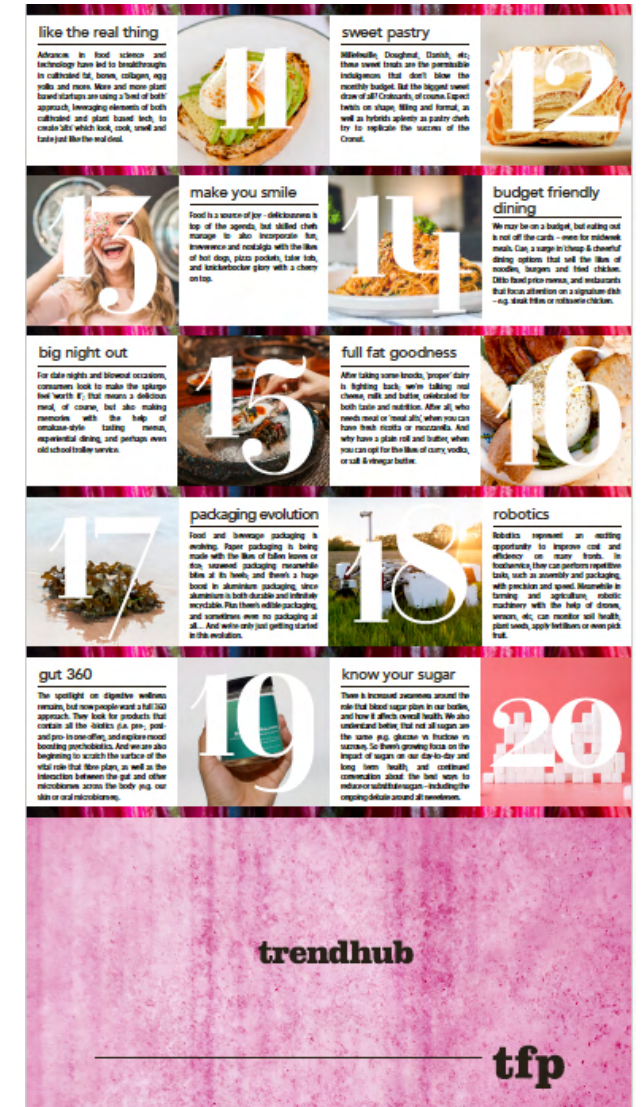 like the real thing
Advances in food science and
technology have led to breakthroughs
in cultivated fat, bones, collagen, egg
yolks and more. More and more plant
based startups are using a 'best of both'
approach, leveraging elements of both
cultivated and plant based tech, to
create 'alts' which look, cook, smell and
taste just like the real deal.
11
sweet pastry
Millefeuille, Doughnut, Danish, etc;
these sweet treats are the permissible
indulgences that don't blow the
monthly budget. But the biggest sweet
draw of all? Croissants, of course. Expect
twists on shape, filling and format, as
well as hybrids aplenty as pastry chefs
try to replicate the success of the
Cronut.
12
13
make you smile
Food is a source of joy - deliciousness is
top of the agenda, but skilled chefs
manage to also incorporate fun,
irreverence and nostalgia with the likes
of hot dogs, pizza pockets, tater tots,
and knickerbocker glory with a cherry
on top.
14
budget friendly
dining
We may be on a budget, but eating out
is not off the cards – even for midweek
meals. Cue, a surge in 'cheap & cheerful'
dining options that sell the likes of
noodles, burgers and fried chicken.
Ditto fixed price menus, and restaurants
that focus attention on a signature dish
– e.g. steak frites or rotisserie chicken.
big night out
For date nights and blowout occasions,
consumers look to make the splurge
feel 'worth it'; that means a delicious
meal, of course, but also making
memories with the help of
omakase-style tasting menus,
experiential dining, and perhaps even
old school trolley service.
15
full fat goodness
After taking some knocks, 'proper' dairy
is fighting back; we're talking real
cheese, milk and butter, celebrated for
both taste and nutrition. After all, who
needs meat or 'meat alts', when you can
have fresh ricotta or mozzarella. And
why have a plain roll and butter, when
you can opt for the likes of curry, vodka,
or salt & vinegar butter.
16
17
packaging evolution
Food and beverage packaging is
evolving. Paper packaging is being
made with the likes of fallen leaves or
rice; seaweed packaging meanwhile
bites at its heels; and there's a huge
boost in aluminium packaging, since
aluminium is both durable and infinitely
recyclable. Plus there's edible packaging,
and sometimes even no packaging at
all... And we're only just getting started
in this evolution.
18
robotics
Robotics represent an exciting
opportunity to improve cost and
efficiency on many fronts. In
foodservice, they can perform repetitive
tasks, such as assembly and packaging,
with precision and speed. Meanwhile in
farming and agriculture, robotic
machinery with the help of drones,
sensors, etc, can monitor soil health,
plant seeds, apply fertilisers or even pick
fruit.
gut 360
The spotlight on digestive wellness
remains, but now people want a full 360
approach. They look for products that
contain all the -biotics (i.e. pre-, post-
and pro- in one offer), and explore mood
boosting psychobiotics. And we are also
beginning to scratch the surface of the
vital role that fibre plays, as well as the
interaction between the gut and other
microbiomes across the body (e.g. our
skin or oral microbiomes).
19
know your sugar
There is increased awareness around the
role that blood sugar plays in our bodies,
and how it affects overall health. We also
understand better, that not all sugars are
the same (e.g. glucose vs fructose vs
sucrose). So there's growing focus on the
impact of sugars on our day-to-day and
long term health, and continued
conversation about the best ways to
reduce or substitute sugars – including the
ongoing debate around alt sweeteners.
20
trendhub
tfp